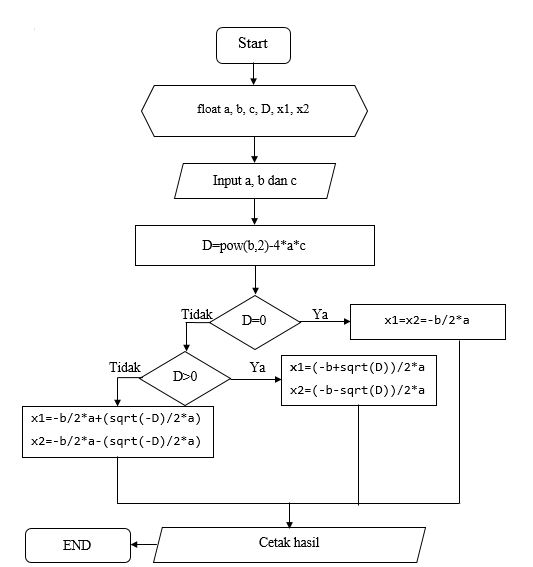 Start
float a, b, c, D, x1, x2
Input a, b dan c
D=pow(b,2)-4*a*c
D=0
Tidak
Ya
x1=x2=-b/2*a
D>0
Tidak
Ya
x1=(-b+sqrt(D))/2*a
x2=(-b-sqrt(D))/2*a
x1=-b/2*a+(sqrt(-D)/2*a)
x2=-b/2*a-(sqrt(-D)/2*a)
Cetak hasil
END